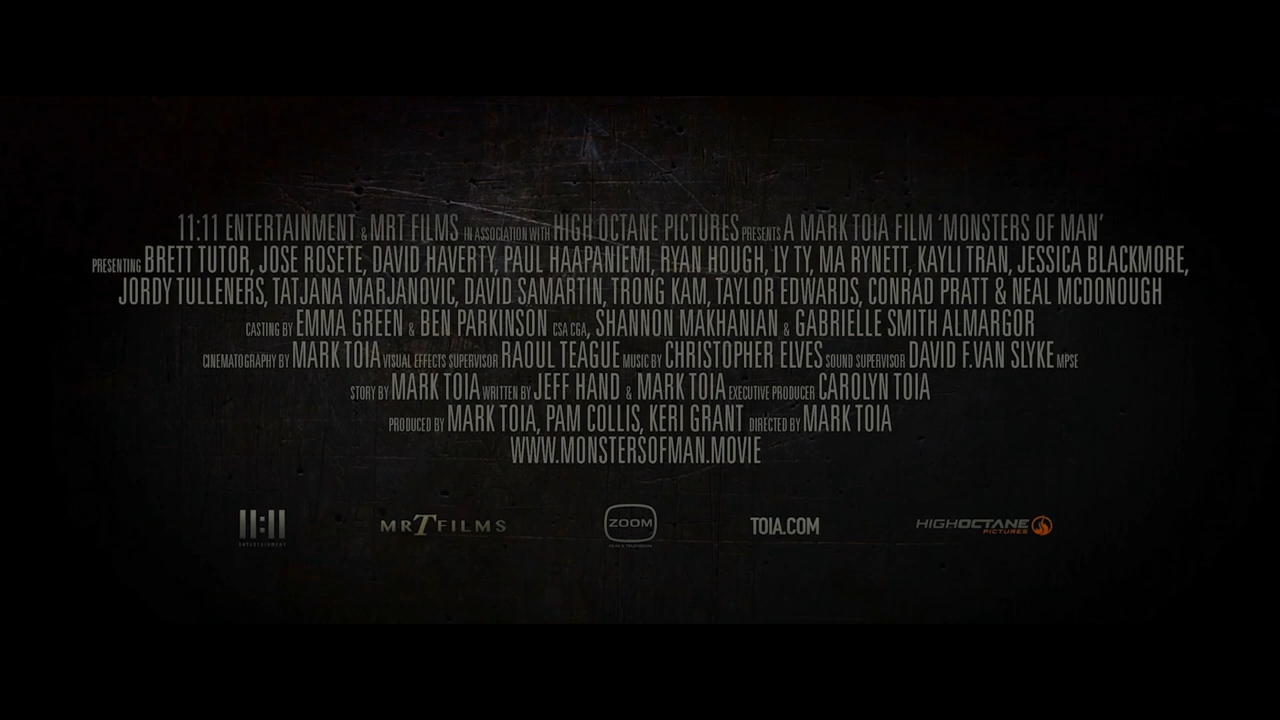 11:11 ENTERTAINMENT & MRT FILMS IN ASSOCIATION WITH HIGH OCTANE PICTURES PRESENTS A MARK TOIA FILM ‘MONSTERS OF MAN’
PRESENTING BRETT TUTOR, JOSE ROSETE, DAVID HAVERTY, PAUL HAAPANIEMI, RYAN HOUGH, LY TY, MA RYNETT, KAYLI TRAN, JESSICA BLACKMORE,
JORDY TULLENERS, TATJANA MARJANOVIC, DAVID SAMARTIN, TRONG KAM, TAYLOR EDWARDS, CONRAD PRATT & NEAL MCDONOUGH
CASTING BY EMMA GREEN & BEN PARKINSON CSA CGA, SHANNON MAKHANIAN & GABRIELLE SMITH ALMARGOR
CINEMATOGRAPHY BY MARK TOIA VISUAL EFFECTS SUPERVISOR RAOUL TEAGUE MUSIC BY CHRISTOPHER ELVES SOUND SUPERVISOR DAVID F.VAN SLYKE MPSE
STORY BY MARK TOIA WRITTEN BY JEFF HAND & MARK TOIA EXECUTIVE PRODUCER CAROLYN TOIA
PRODUCED BY MARK TOIA, PAM COLLIS, KERI GRANT DIRECTED BY MARK TOIA
WWW.MONSTERSOFMAN.MOVIE
11:11 ENTERTAINMENT
MRTFILMS
ZOOM
FILM & TELEVISION
TOIA.COM
HIGHOCTANE
PICTURES